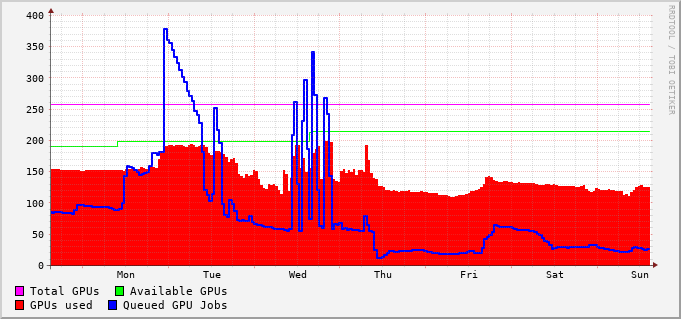 400
350
300
250
200
150
100
50
0
Mon Tue Wed Thu Fri Sat Sun
Total GPUs Available GPUs
GPUs used Queued GPU Jobs
RRDTOOL / TOBI OETIKER